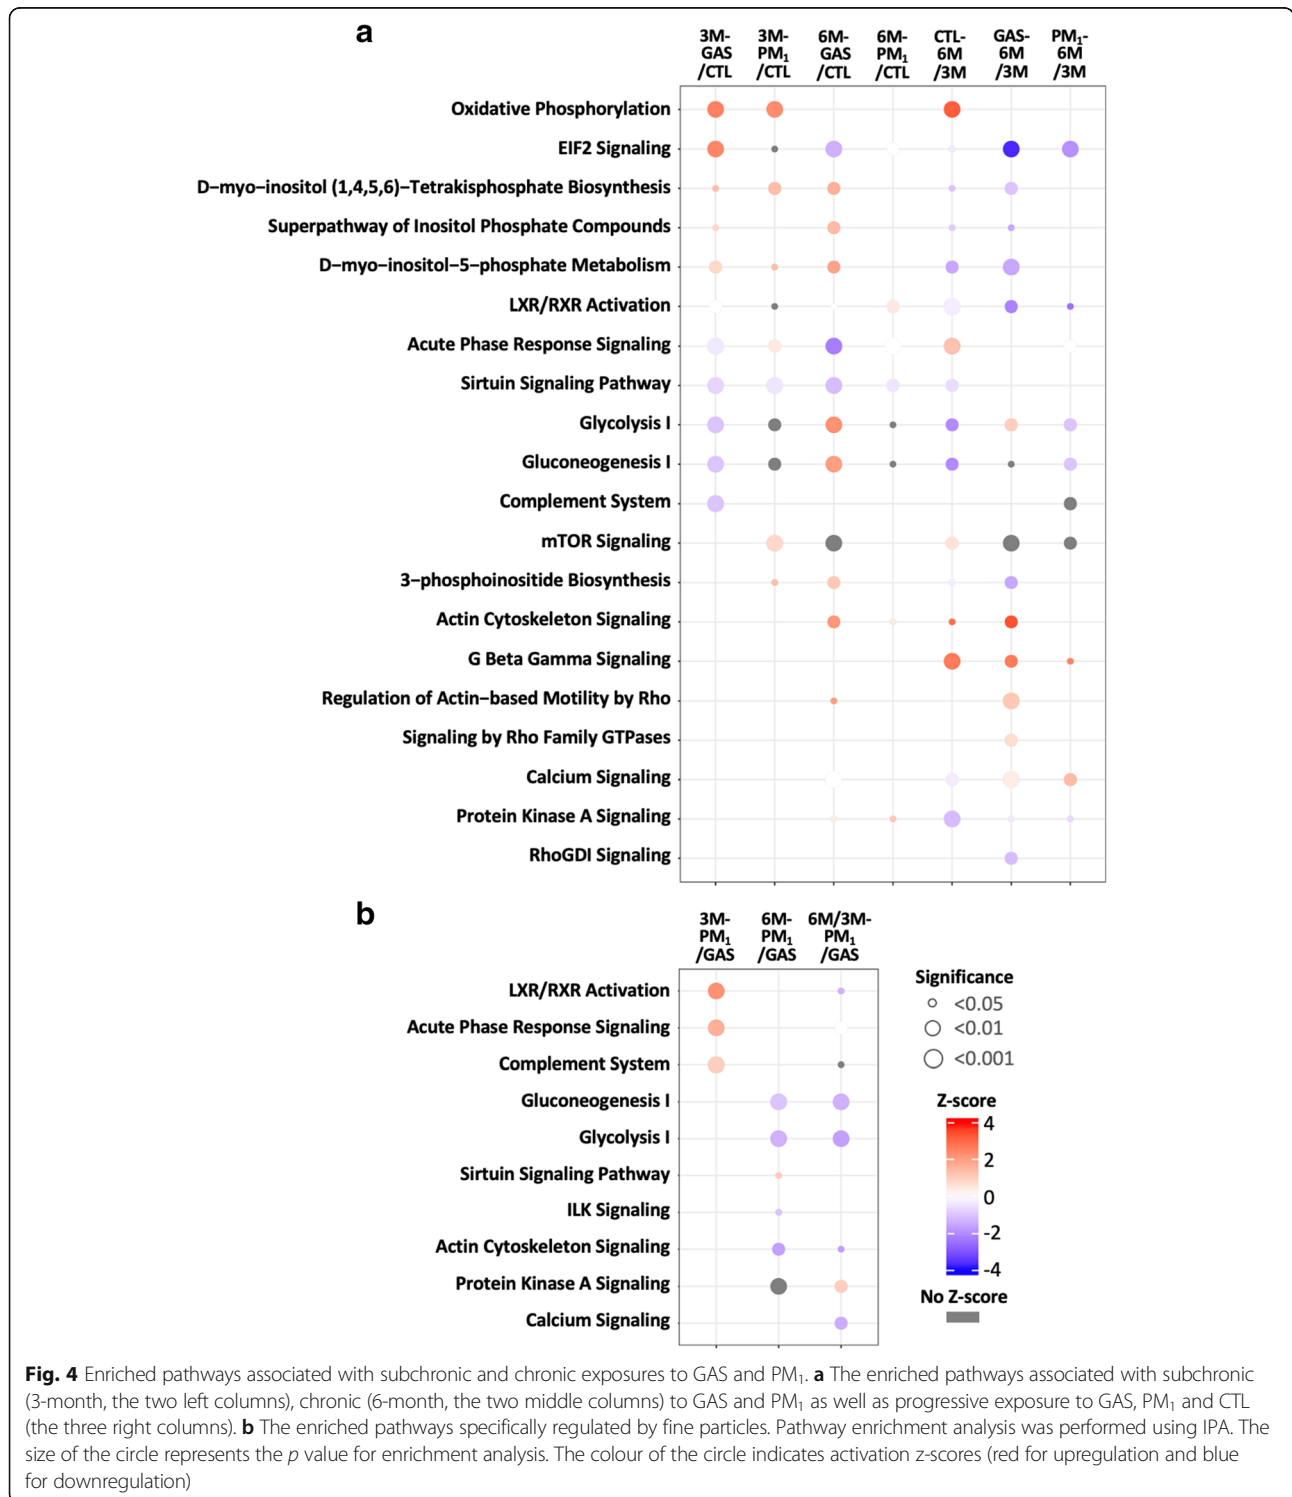 a
3M-GAS/CTL 3M-PM1/CTL 6M-GAS/CTL 6M-PM1/CTL CTL-6M/3M GAS-6M/3M PM1-6M/3M
Oxidative Phosphorylation
EIF2 Signaling
D−myo−inositol (1,4,5,6)−Tetrakisphosphate Biosynthesis
Superpathway of Inositol Phosphate Compounds
D−myo−inositol−5−phosphate Metabolism
LXR/RXR Activation
Acute Phase Response Signaling
Sirtuin Signaling Pathway
Glycolysis I
Gluconeogenesis I
Complement System
mTOR Signaling
3−phosphoinositide Biosynthesis
Actin Cytoskeleton Signaling
G Beta Gamma Signaling
Regulation of Actin−based Motility by Rho
Signaling by Rho Family GTPases
Calcium Signaling
Protein Kinase A Signaling
RhoGDI Signaling
b
3M-PM1/GAS 6M-PM1/GAS 6M/3M-PM1/GAS
LXR/RXR Activation
Acute Phase Response Signaling
Complement System
Gluconeogenesis I
Glycolysis I
Sirtuin Signaling Pathway
ILK Signaling
Actin Cytoskeleton Signaling
Protein Kinase A Signaling
Calcium Signaling
Significance
<0.05
<0.01
<0.001
Z-score
4
2
0
-2
-4
No Z-score
Fig. 4 Enriched pathways associated with subchronic and chronic exposures to GAS and PM1. a The enriched pathways associated with subchronic
(3-month, the two left columns), chronic (6-month, the two middle columns) to GAS and PM1 as well as progressive exposure to GAS, PM1 and CTL
(the three right columns). b The enriched pathways specifically regulated by fine particles. Pathway enrichment analysis was performed using IPA. The
size of the circle represents the p value for enrichment analysis. The colour of the circle indicates activation z-scores (red for upregulation and blue
for downregulation)